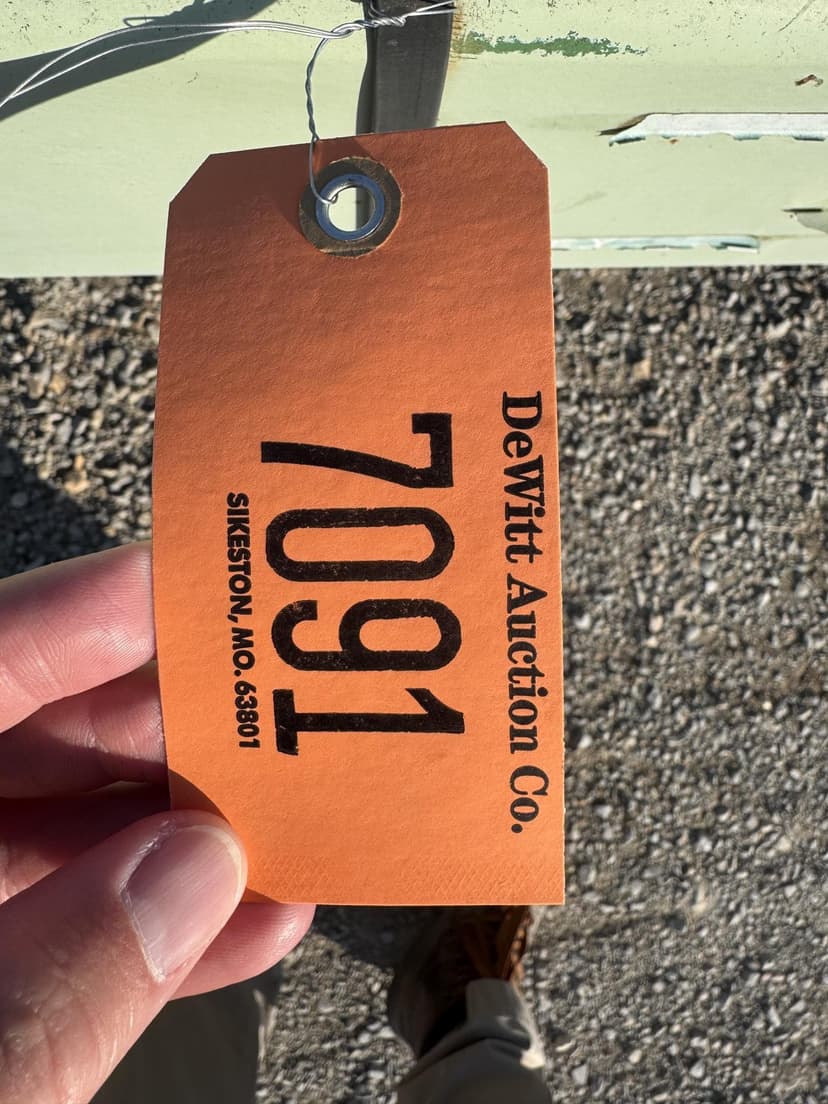 DeWitt Auction Co.
7091
SIKESTON, MO. 63801